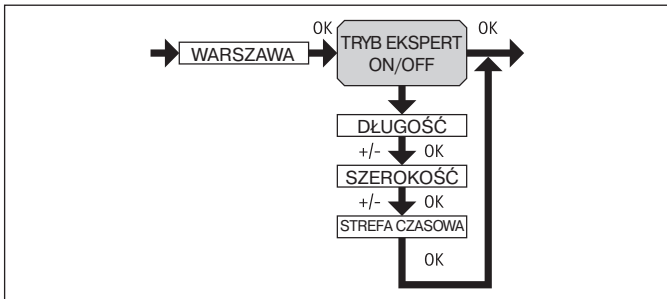 OK
OK
WARSZAWA
TRYB EKSPERT
ON/OFF
DŁUGOŚĆ
+/- OK
SZEROKOŚĆ
+/- OK
STREFA CZASOWA
OK